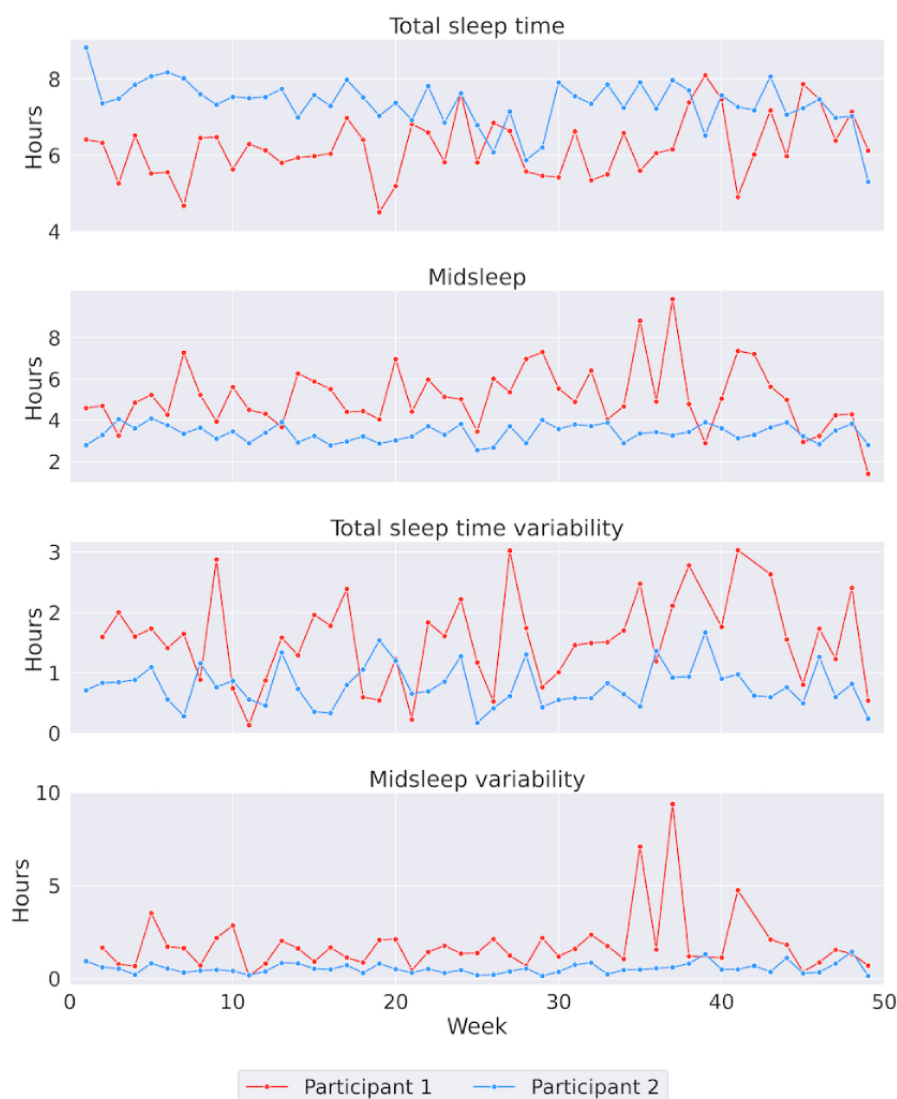 Total sleep time
Hours
8
6
4
Midsleep
Hours
8
6
4
2
Total sleep time variability
Hours
3
2
1
0
Midsleep variability
Hours
10
5
0
0 10 20 30 40 50
Week
Participant 1 Participant 2